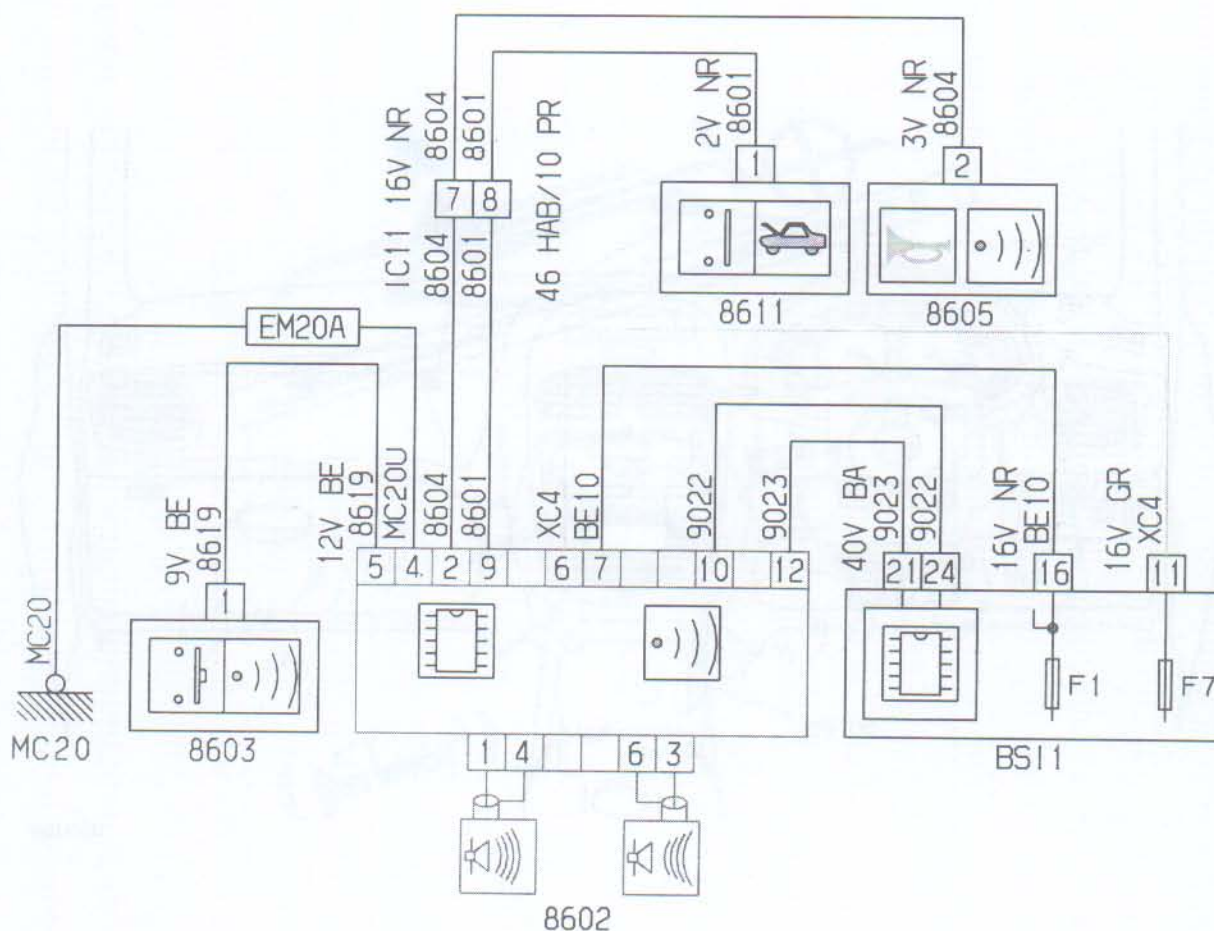 IC11 16V NR
8604
8601
46 HAB/10 PR
7 8
8604
8601
2V NR
8601
1
8611
3V NR
8604
2
8605
EM20A
MC20
MC20
9V BE
8619
1
8603
12V BE
8619
MC20U
8604
8601
XC4
BE10
9022
9023
5 4 2 9 6 7 10 12
40V BA
9023
9022
21 24
16V NR
BE10
16
16V GR
XC4
11
F1
F7
BSI1
1 4 6 3
8602